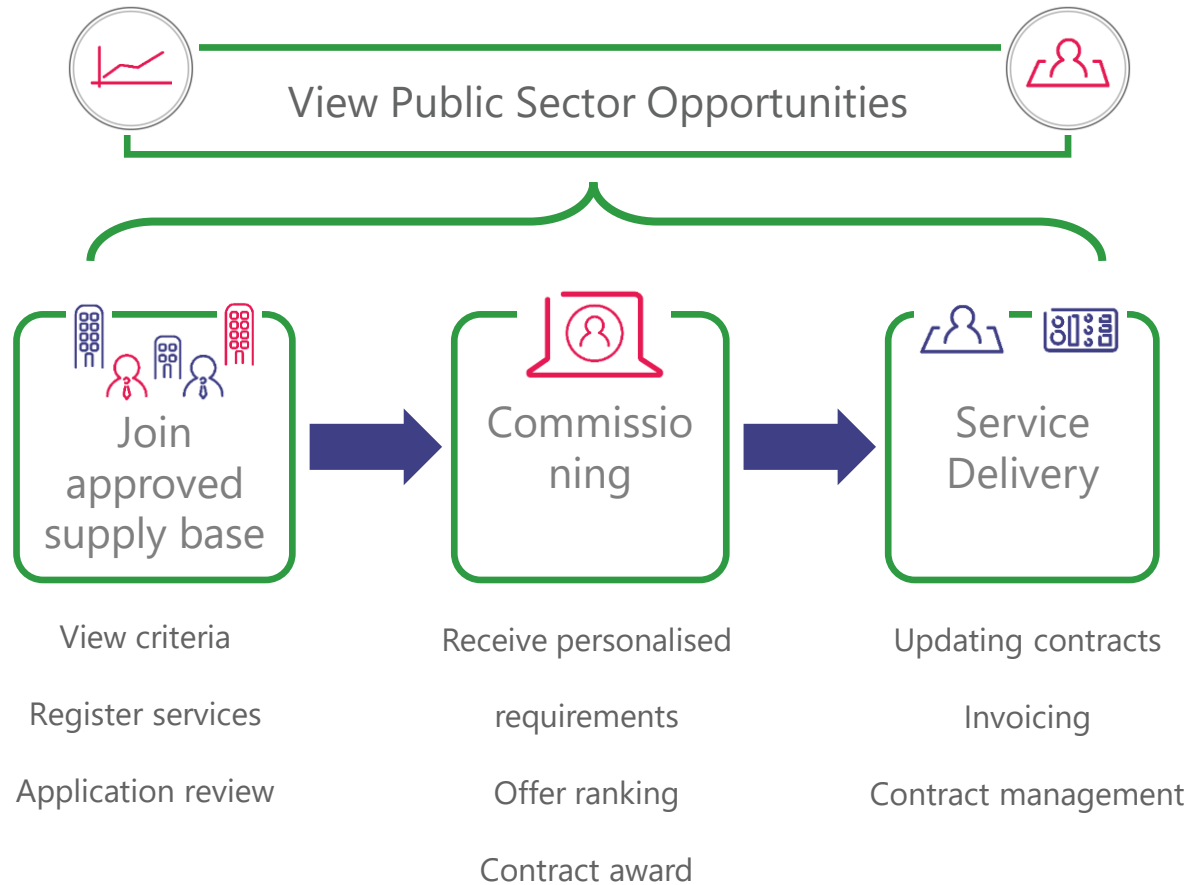 View Public Sector Opportunities
Join
approved
supply base
Commissio
ning
Service
Delivery
View criteria
Register services
Application review
Receive personalised
requirements
Offer ranking
Contract award
Updating contracts
Invoicing
Contract management